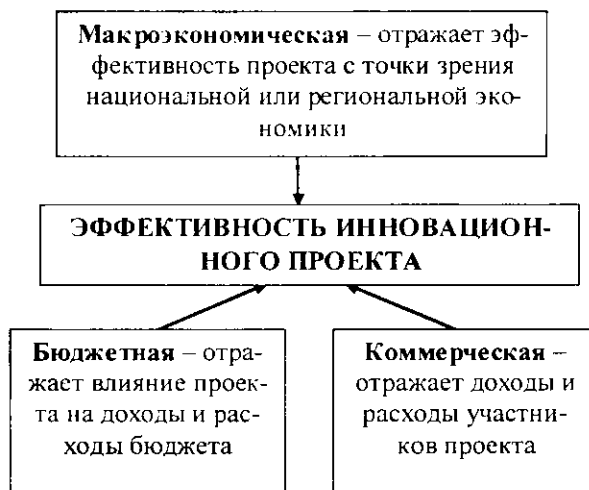 Макроэкономическая – отражает эф-
фективность проекта с точки зрения
национальной или региональной эко-
номики
ЭФФЕКТИВНОСТЬ ИННОВАЦИОН-
НОГО ПРОЕКТА
Бюджетная – отра-
жает влияние проек-
та на доходы и рас-
ходы бюджета
Коммерческая –
отражает доходы и
расходы участни-
ков проекта